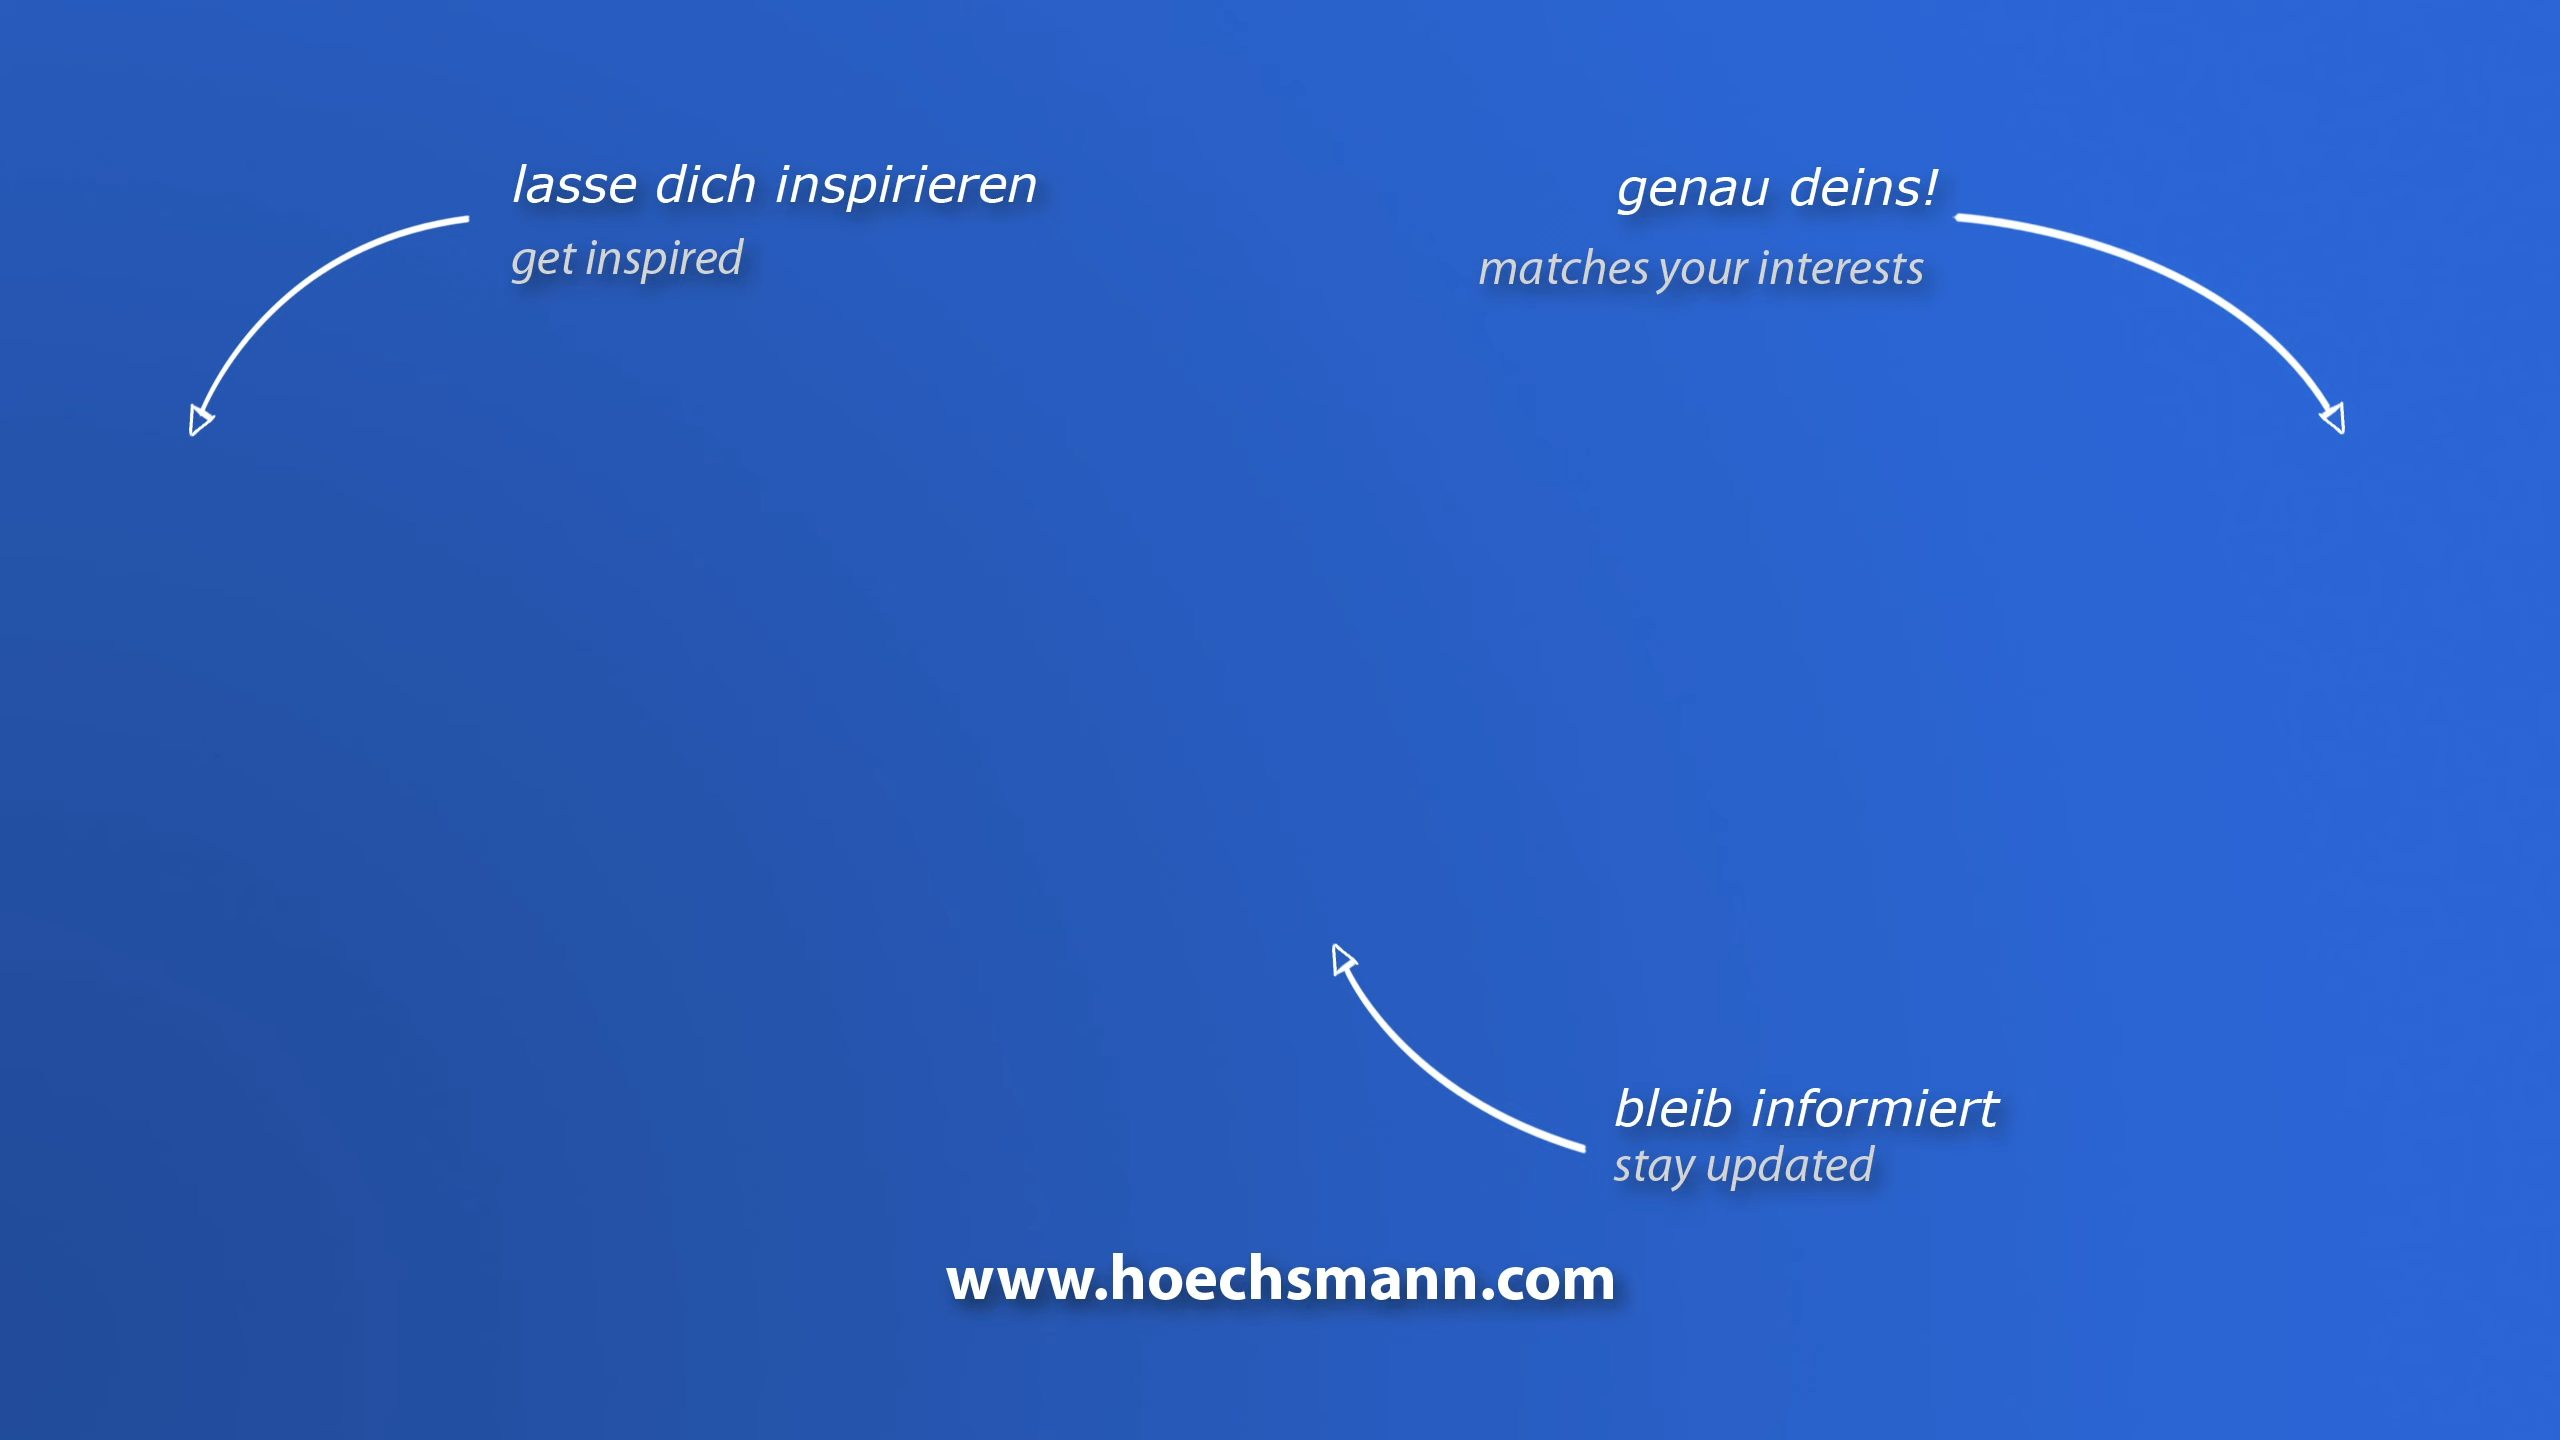 lasse dich inspirieren
get inspired
genau deins!
matches your interests
bleib informiert
stay updated
www.hoechsmann.com